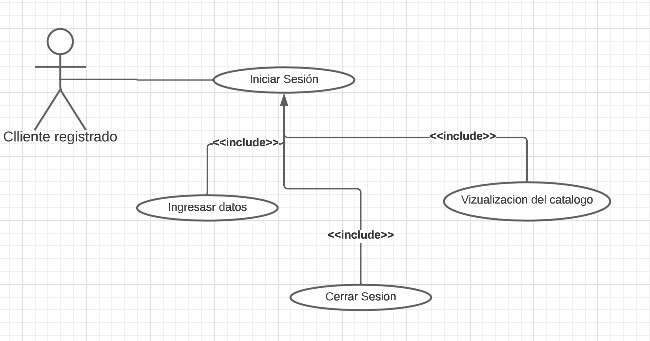 Iniciar Sesión
Clliente registrado
<<include>>
<<include>>
Ingresasr datos
Vizualizacion del catalogo
<<include>>
Cerrar Sesion